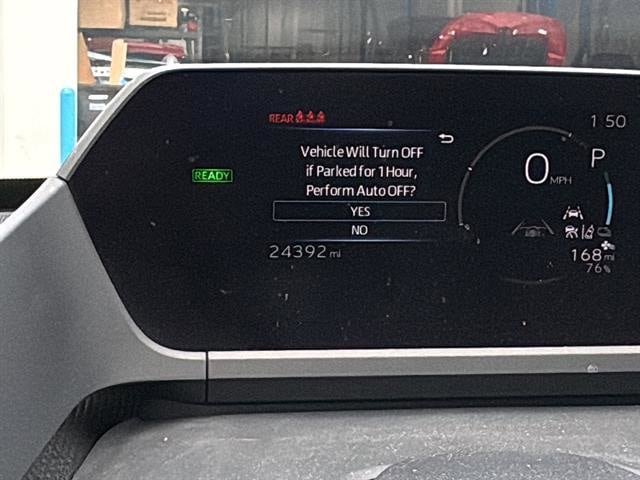 REAR
1 50
Vehicle Will Turn OFF
if Parked for 1 Hour,
Perform Auto OFF?
READY
YES
NO
0 MPH
P
24392 mi
168 mi
76%